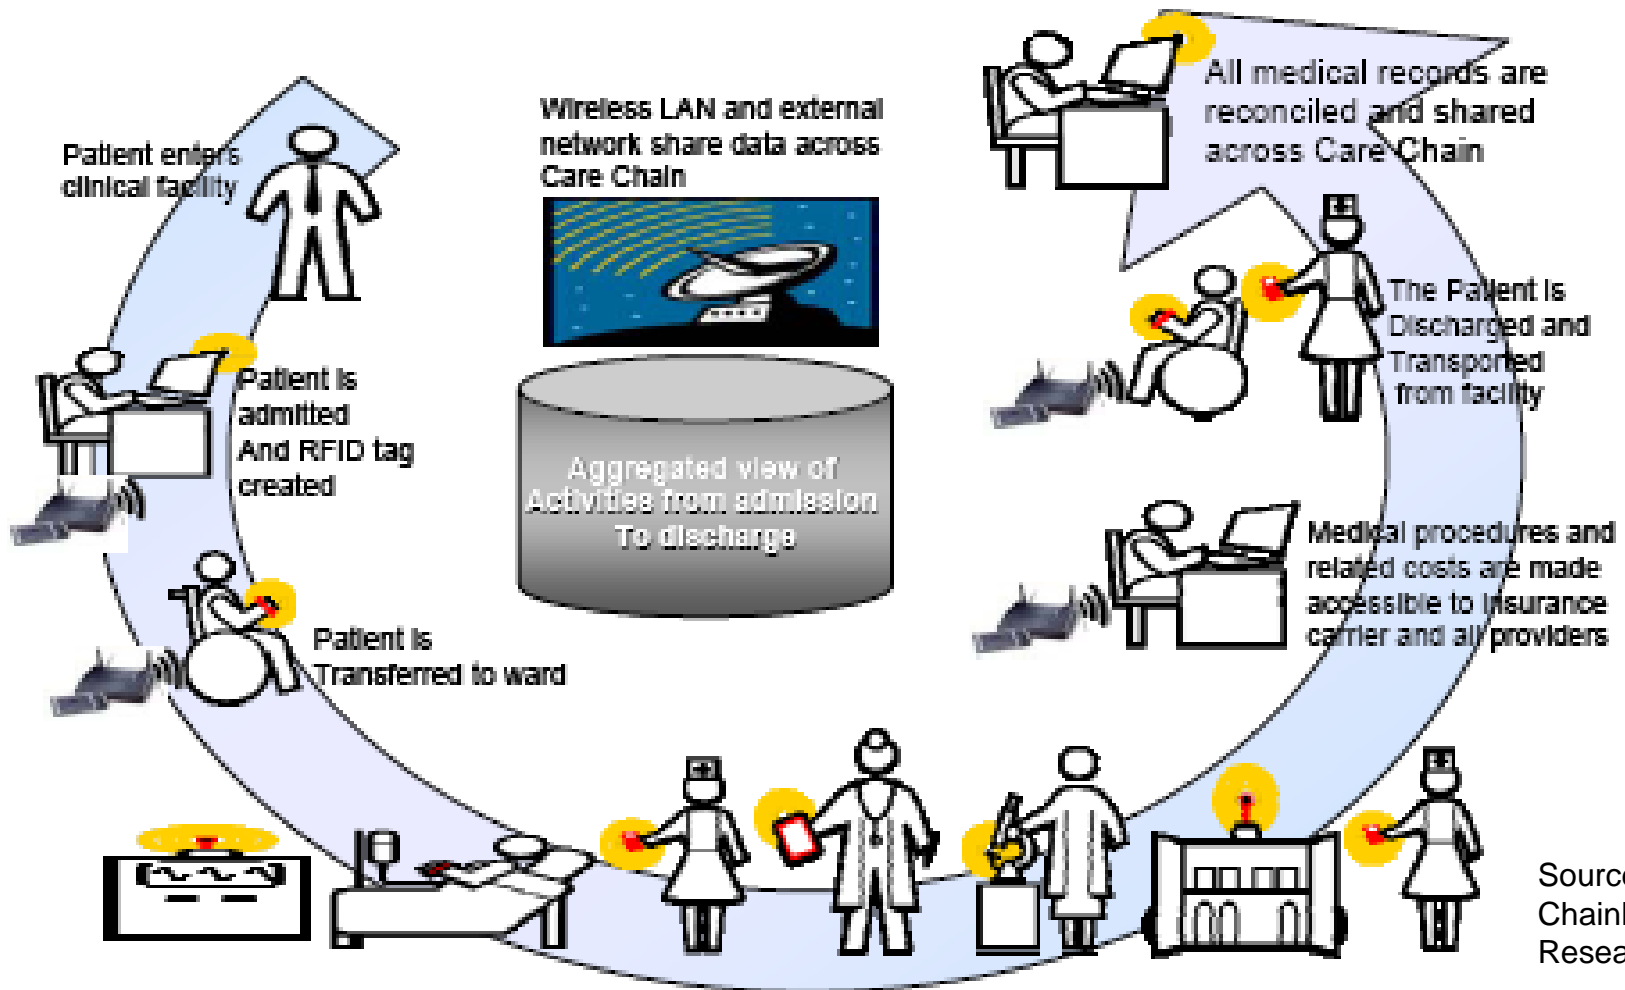 Patient enters
clinical facility
Patient is
admitted
And RFID tag
created
Patient is
Transferred to ward
Wireless LAN and external
network share data across
Care Chain
Aggregated view of
Activities from admission
To discharge
All medical records are
reconciled and shared
across Care Chain
The Patient is
Discharged and
Transported
from facility
Medical procedures and
related costs are made
accessible to insurance
carrier and all providers
Source
Chainl
Resea